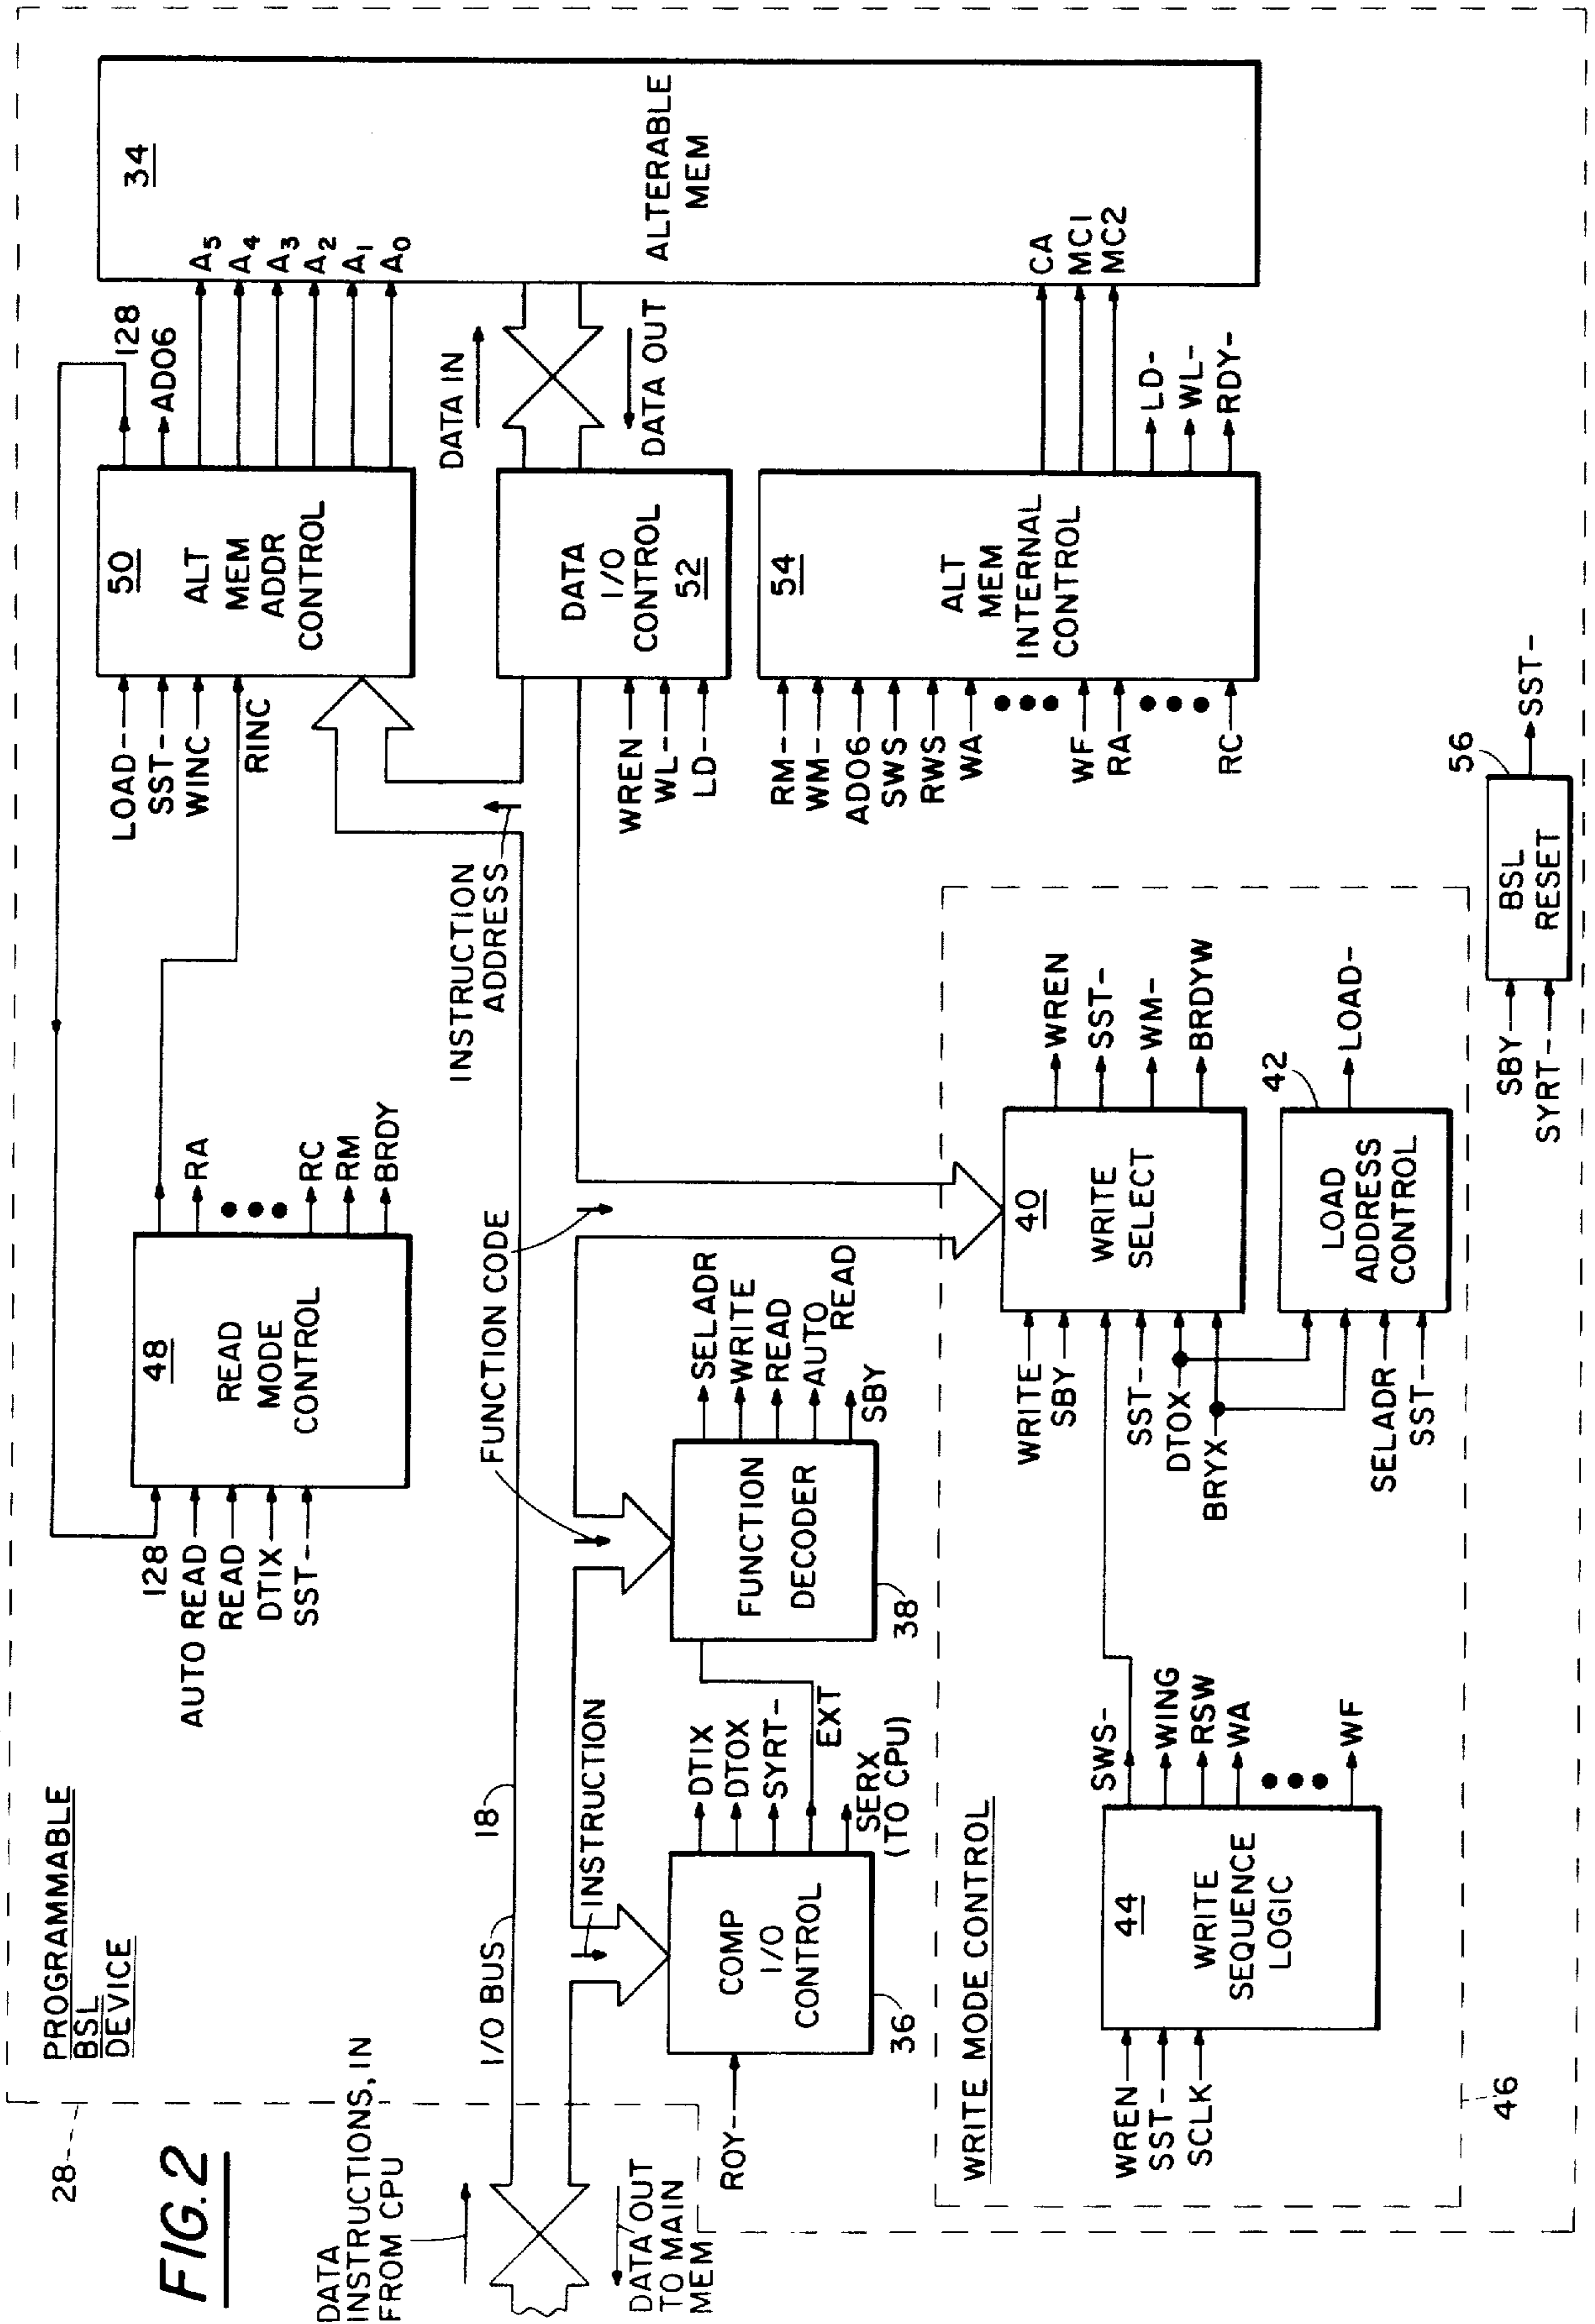 FIG.2
28
PROGRAMMABLE
BSL
DEVICE
DATA
INSTRUCTIONS, IN
FROM CPU
DATA OUT
TO MAIN
MEM
I/O BUS
18
INSTRUCTION
FUNCTION CODE
INSTRUCTION
ADDRESS
128
AUTO READ
READ
DTIX
SST-
48
READ
MODE
CONTROL
RA
RC
RM
BRDY
LOAD-
SST-
WINC
RINC
50
ALT
MEM
ADDR
CONTROL
128
ADO6
A5
A4
A3
A2
A1
A0
34
ALTERABLE
MEM
CA
MC1
MC2
DATA IN
DATA OUT
DATA
I/O
CONTROL
52
WREN
WL-
LD-
54
ALT
MEM
INTERNAL
CONTROL
RM-
WM-
ADO6
SWS
RWS
WA
WF
RA
RC
LD-
WL-
RDY-
ROY
COMP
I/O
CONTROL
36
DTIX
DTOX
SYRT-
EXT
SERX
(TO CPU)
FUNCTION
DECODER
38
SELADR
WRITE
READ
AUTO
READ
SBY
WRITE MODE CONTROL
46
WREN
SST-
SCLK
44
WRITE
SEQUENCE
LOGIC
SWS-
WING
RSW
WA
WF
WRITE
SBY
SST-
DTOX
BRYX
40
WRITE
SELECT
WREN
SST-
WM-
BRDYW
SELADR
SST-
LOAD
ADDRESS
CONTROL
42
LOAD-
SBY
SYRT-
BSL
RESET
56
SST-